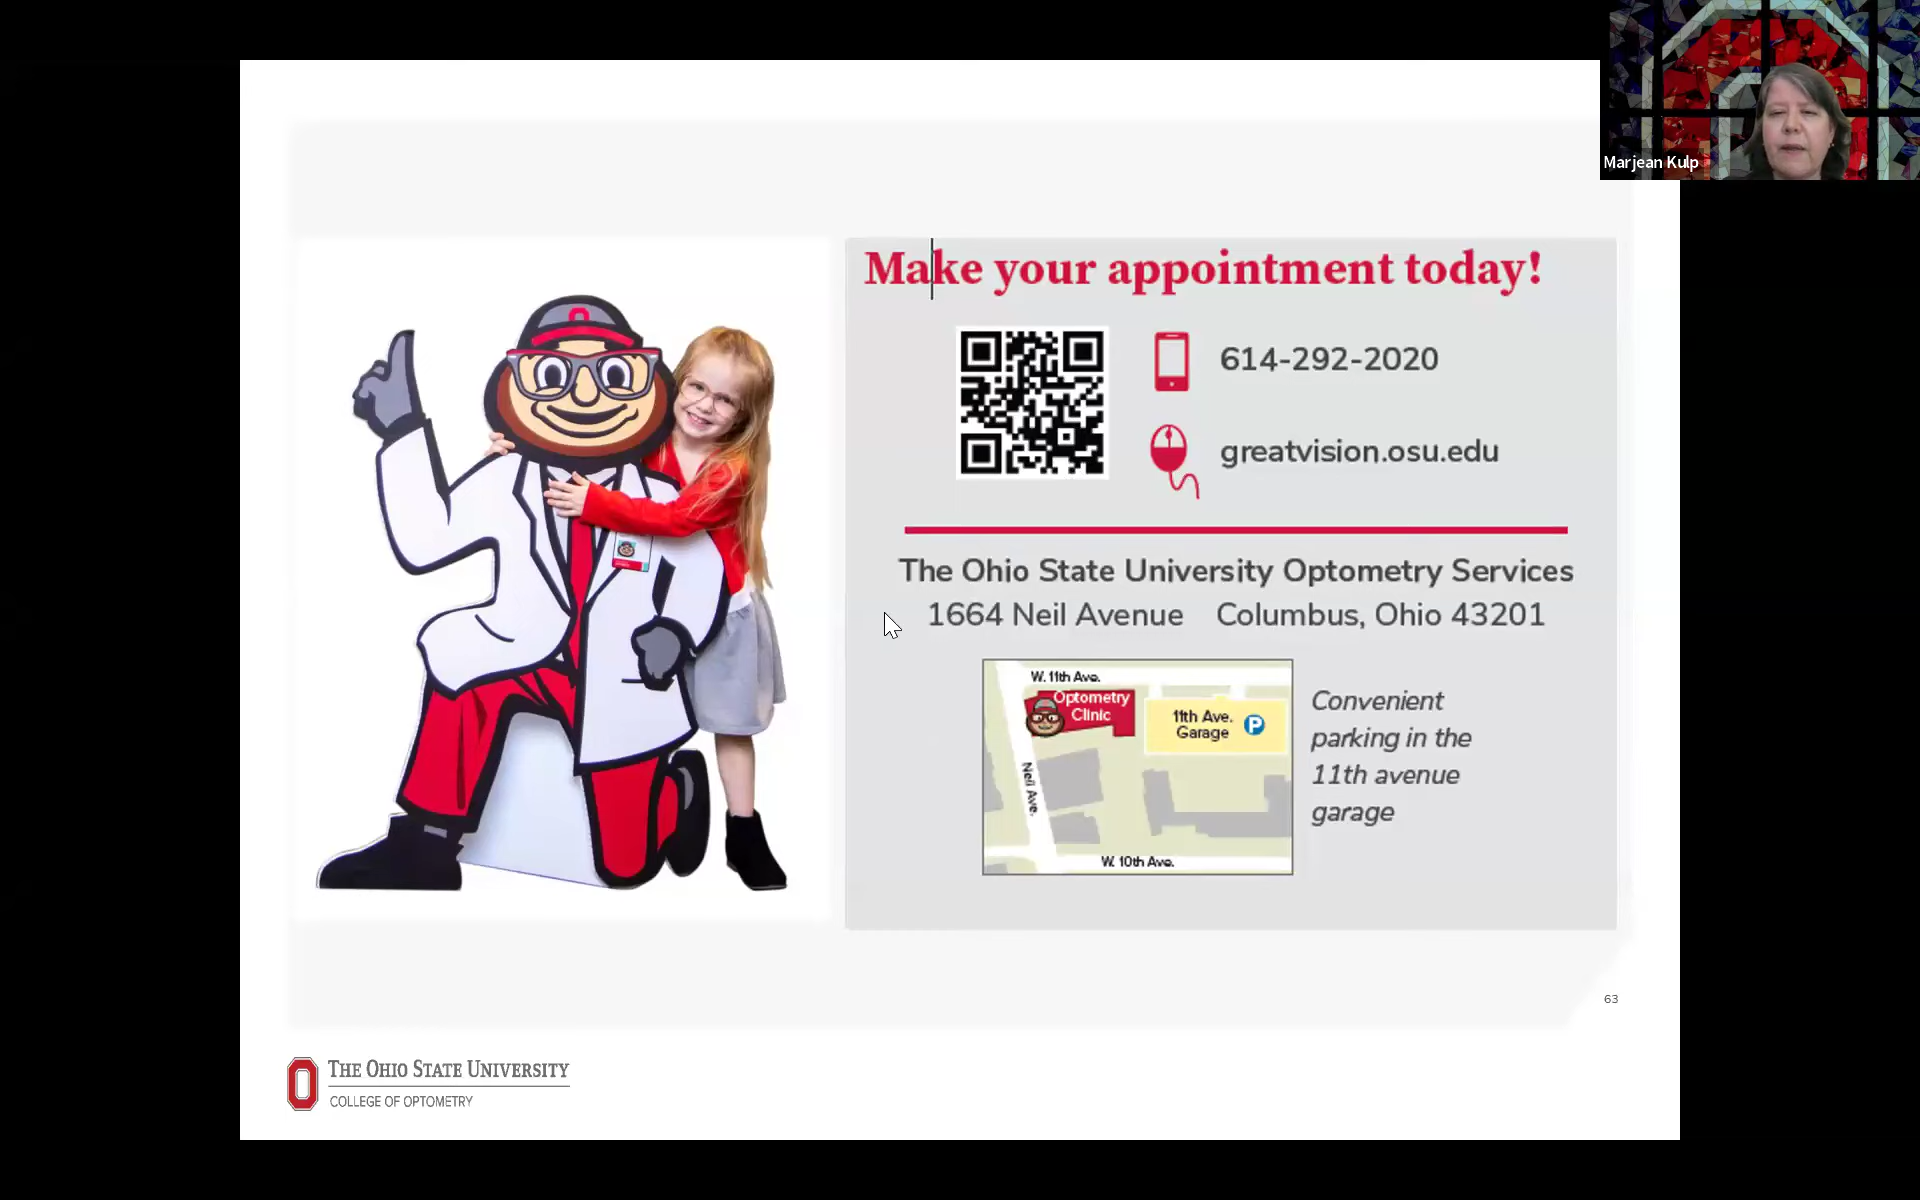 Marjean Kulp
Make your appointment today!
614-292-2020
greatvision.osu.edu
The Ohio State University Optometry Services
1664 Neil Avenue Columbus, Ohio 43201
W. 11th Ave.
Optometry
Clinic
11th Ave.
Garage
P
Neil Ave.
W. 10th Ave.
Convenient
parking in the
11th avenue
garage
63
THE OHIO STATE UNIVERSITY
COLLEGE OF OPTOMETRY